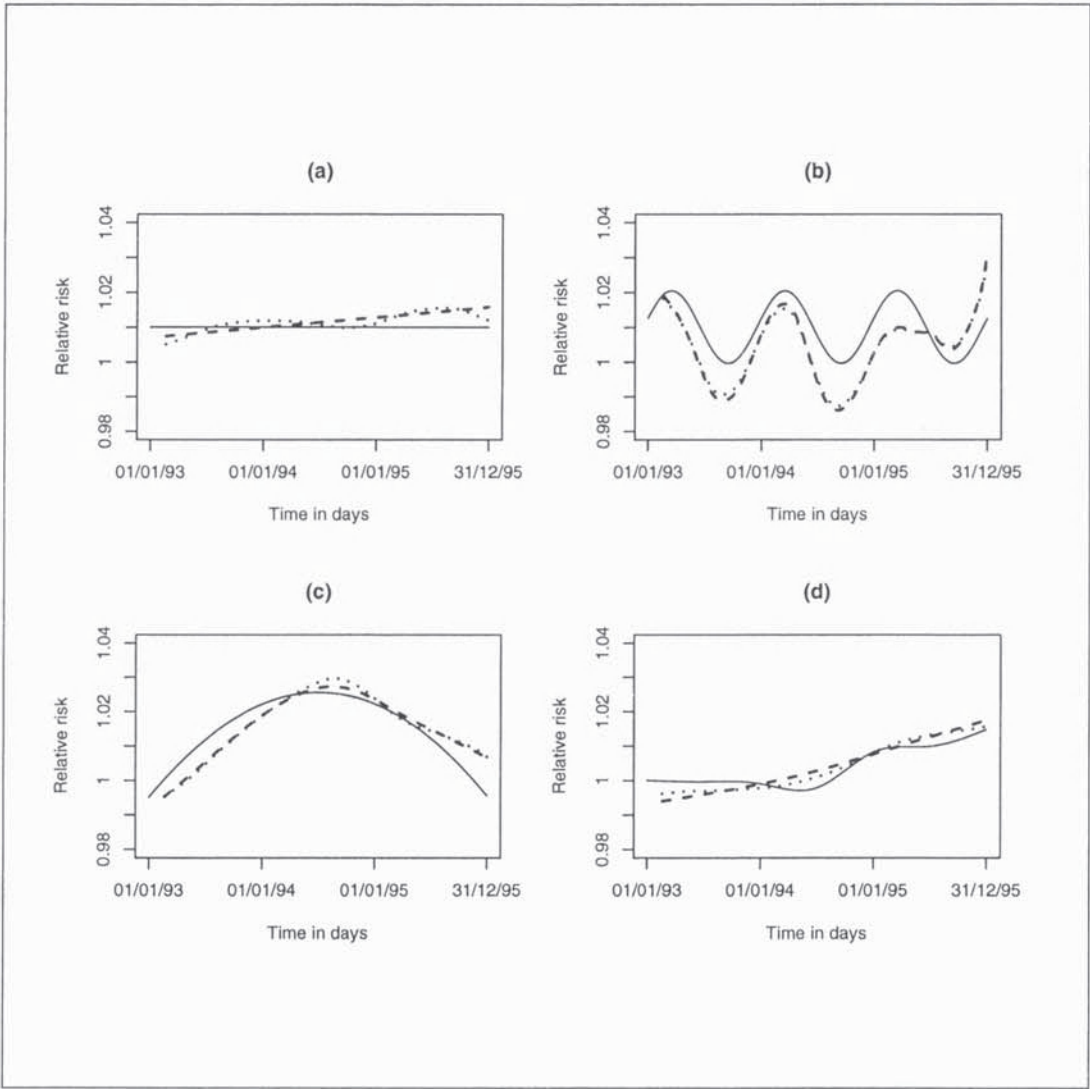 (a)
1.04
1.02
1
0.98
Relative risk
01/01/93 01/01/94 01/01/95 31/12/95
Time in days
(b)
1.04
1.02
1
0.98
Relative risk
01/01/93 01/01/94 01/01/95 31/12/95
Time in days
(c)
1.04
1.02
1
0.98
Relative risk
01/01/93 01/01/94 01/01/95 31/12/95
Time in days
(d)
1.04
1.02
1
0.98
Relative risk
01/01/93 01/01/94 01/01/95 31/12/95
Time in days